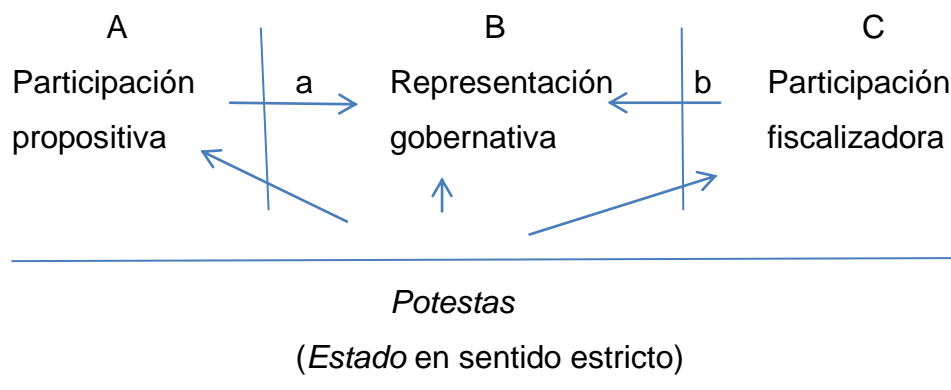 A B C
Participación a Representación b Participación
propositiva gobernativa fiscalizadora
Potestas
(Estado en sentido estricto)